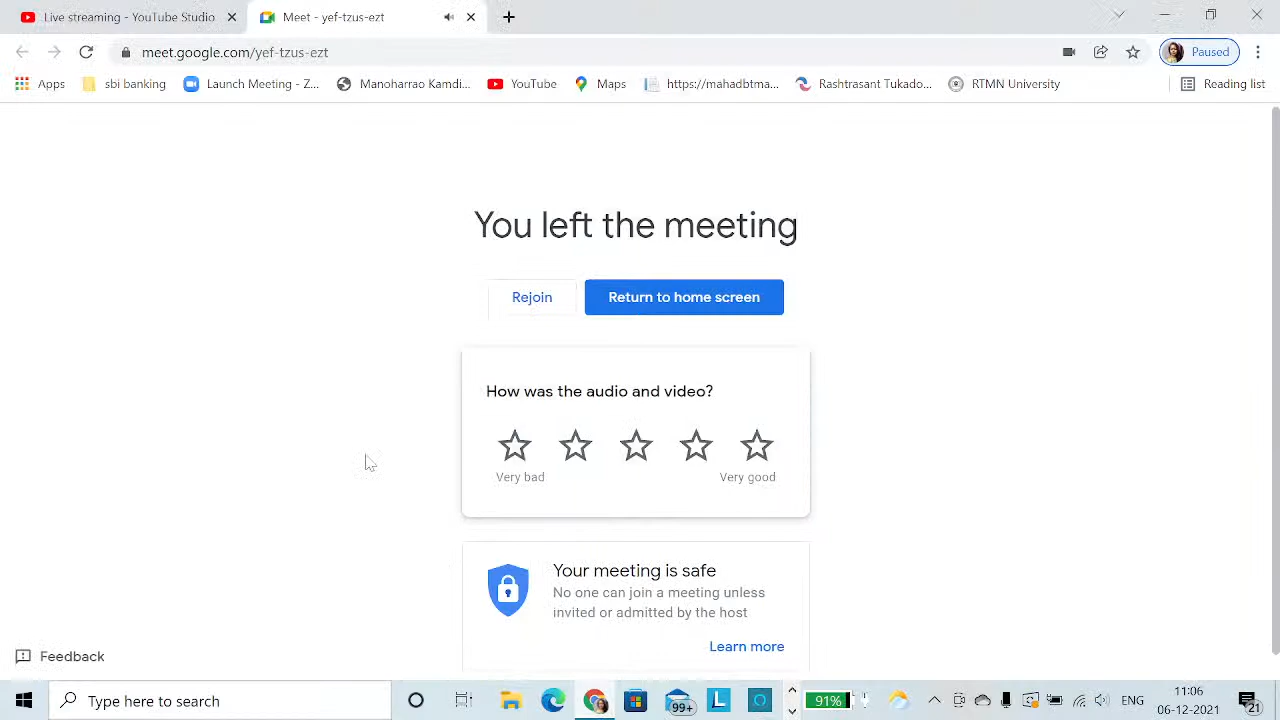 Live streaming - YouTube Studio
Meet - yef-tzus-ezt
meet.google.com/yef-tzus-ezt
Paused
Apps
sbi banking
Launch Meeting - Z...
Manoharrao Kamdi...
YouTube
Maps
https://mahadbtma...
Rashtrasant Tukado...
RTMN University
Reading list
You left the meeting
Rejoin
Return to home screen
How was the audio and video?
Very bad
Very good
Your meeting is safe
No one can join a meeting unless
invited or admitted by the host
Learn more
Feedback
Type here to search
99+
L
91%
ENG
11:06
06-12-2021
21